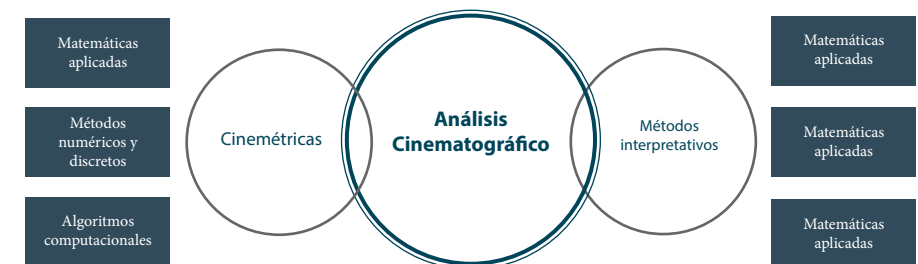 Matemáticas
aplicadas
Métodos
numéricos y
discretos
Algoritmos
computacionales
Cinemétricas
Análisis
Cinematográfico
Métodos
interpretativos
Matemáticas
aplicadas
Matemáticas
aplicadas
Matemáticas
aplicadas